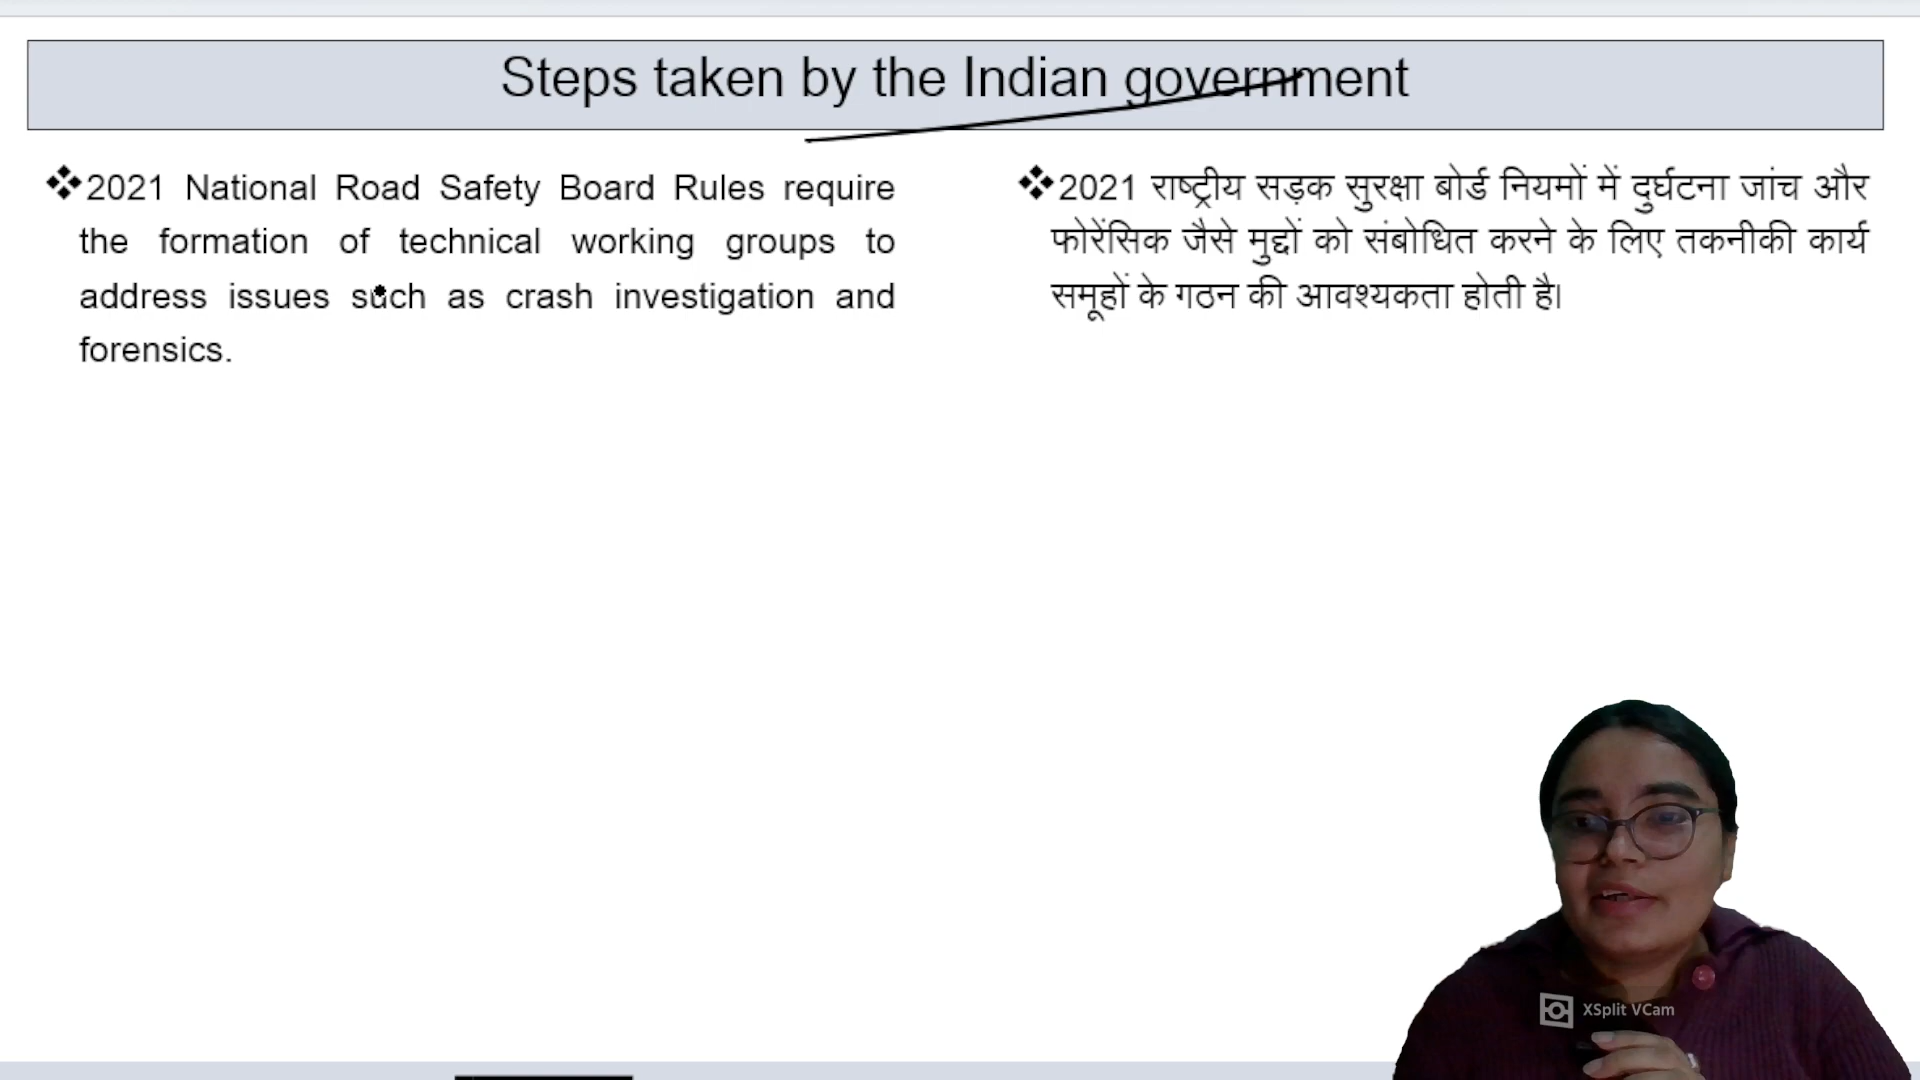 Steps taken by the Indian government
❖2021 National Road Safety Board Rules require
the formation of technical working groups to
address issues such as crash investigation and
forensics.
❖2021 राष्ट्रीय सड़क सुरक्षा बोर्ड नियमों में दुर्घटना जांच और
फोरेंसिक जैसे मुद्दों को संबोधित करने के लिए तकनीकी कार्य
समूहों के गठन की आवश्यकता होती है।
XSplit VCam